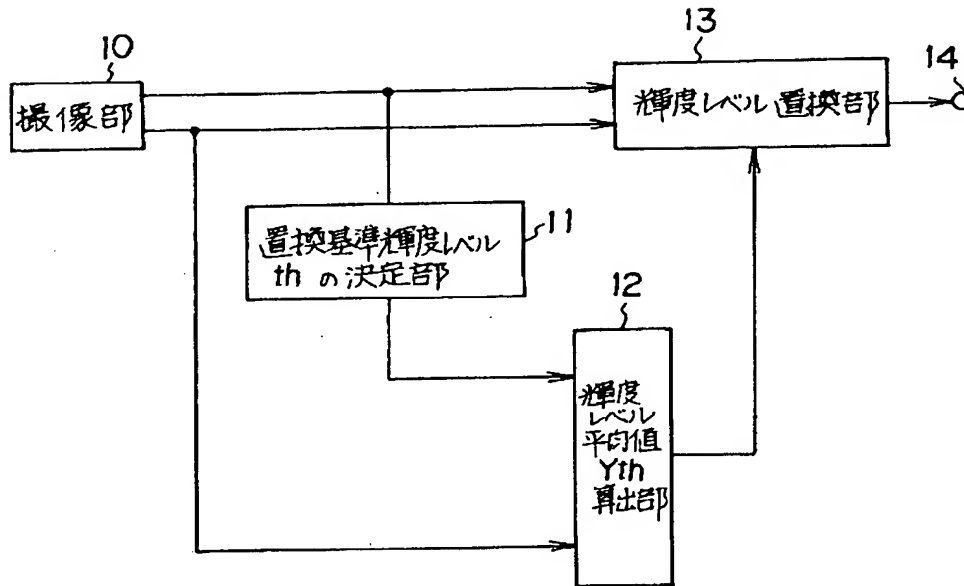 10
撮像部
13
輝度レベル置換部
14
置換基準輝度レベル
thの決定部
11
12
輝度
レベル
平均値
Yth
算出部